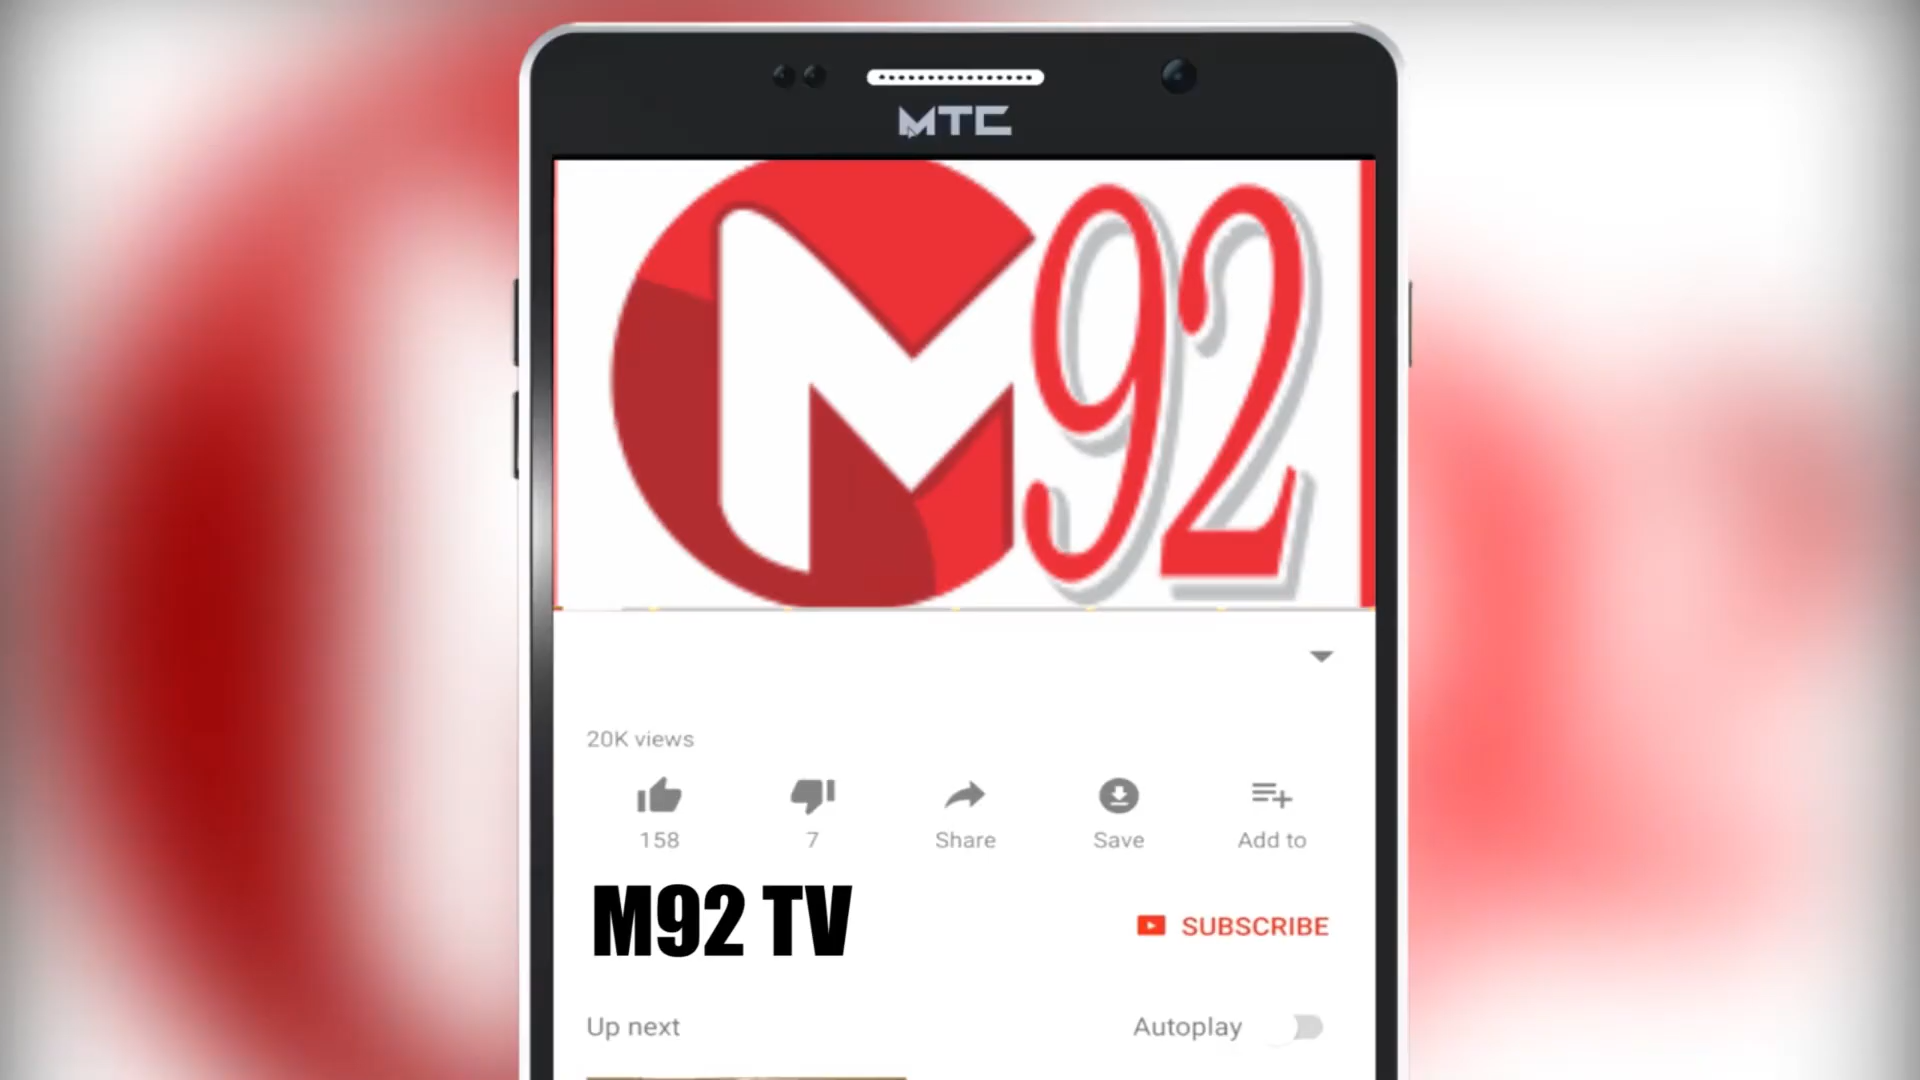 MTC
M92
20K views
158
7
Share
Save
Add to
M92 TV
SUBSCRIBE
Up next
Autoplay